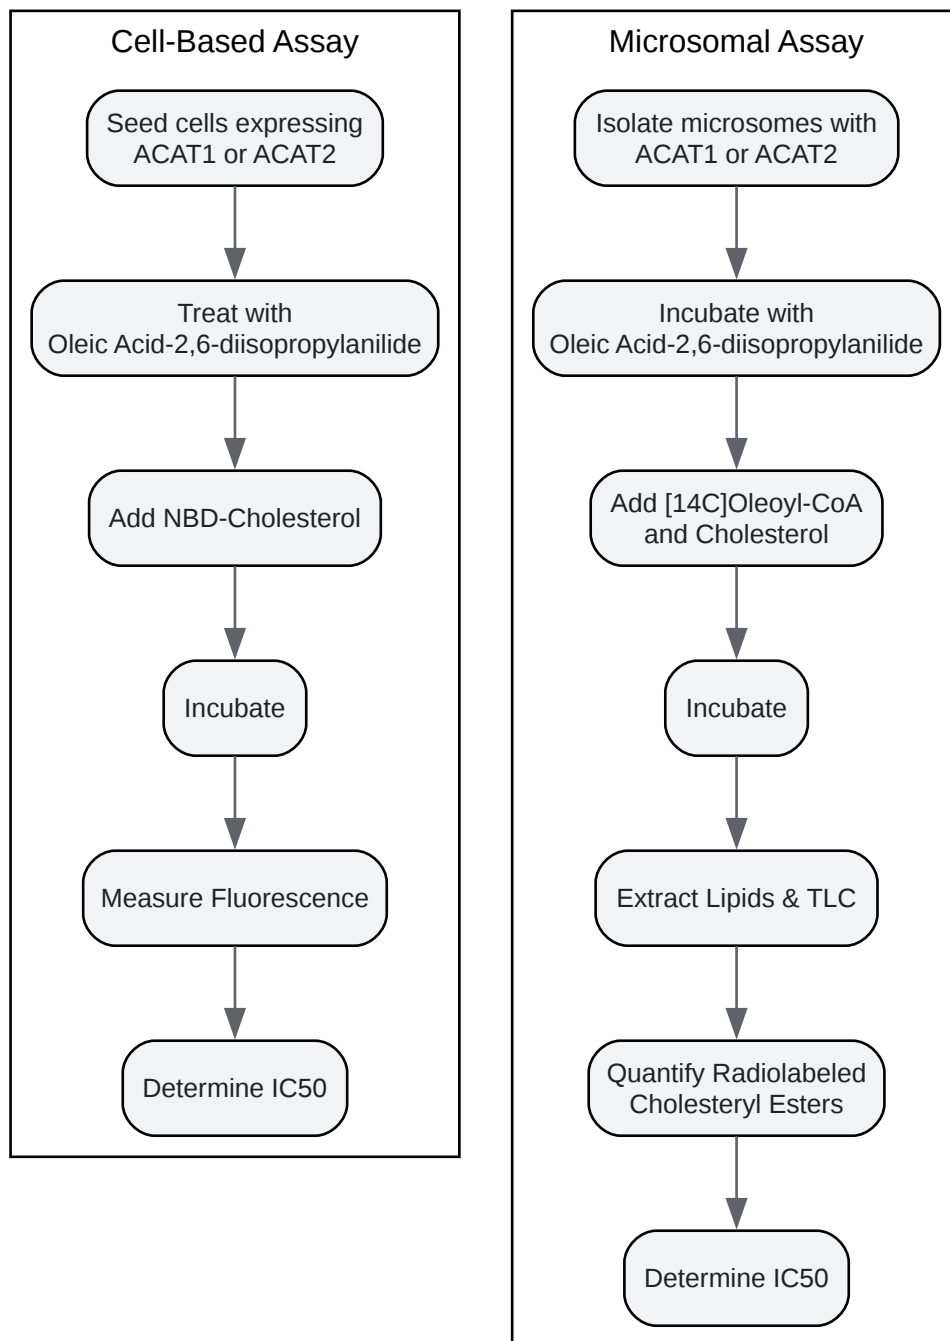 Cell-Based Assay
Seed cells expressing
ACAT1 or ACAT2
Treat with
Oleic Acid-2,6-diisopropylanilide
Add NBD-Cholesterol
Incubate
Measure Fluorescence
Determine IC50
Microsomal Assay
Isolate microsomes with
ACAT1 or ACAT2
Incubate with
Oleic Acid-2,6-diisopropylanilide
Add [14C]Oleoyl-CoA
and Cholesterol
Incubate
Extract Lipids & TLC
Quantify Radiolabeled
Cholesteryl Esters
Determine IC50